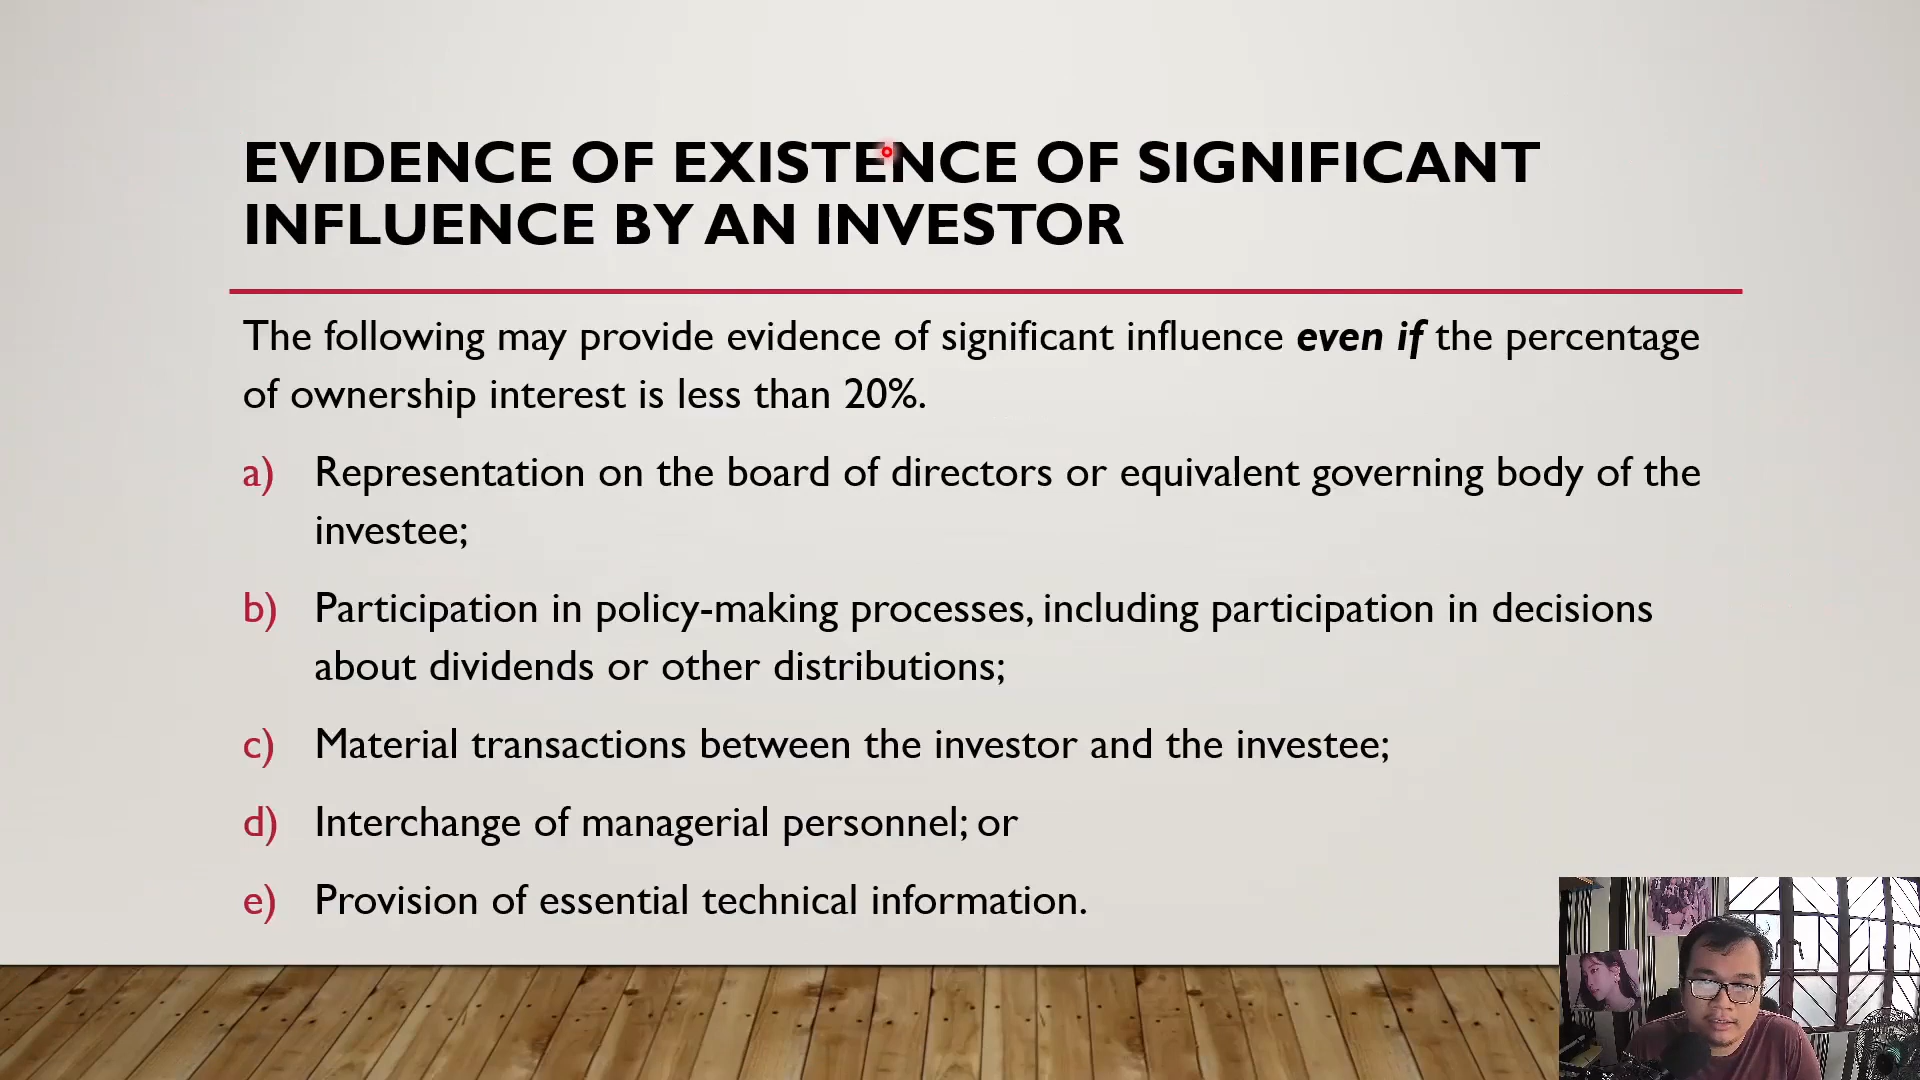 EVIDENCE OF EXISTENCE OF SIGNIFICANT
INFLUENCE BY AN INVESTOR
The following may provide evidence of significant influence even if the percentage
of ownership interest is less than 20%.
a) Representation on the board of directors or equivalent governing body of the
investee;
b) Participation in policy-making processes, including participation in decisions
about dividends or other distributions;
c) Material transactions between the investor and the investee;
d) Interchange of managerial personnel; or
e) Provision of essential technical information.